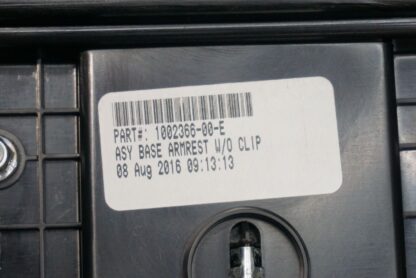 PART#: 1002366-00-E
ASY BASE ARMREST W/O CLIP
08 Aug 2016 09:13:13